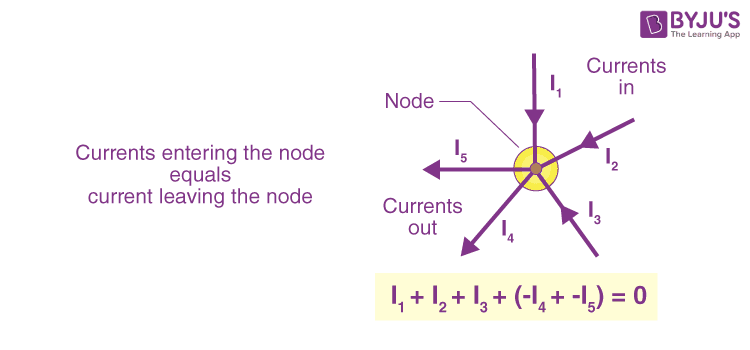 BYJU'S
The Learning App
Currents
in
I₁
Node
I₅
I₂
Currents entering the node
equals
current leaving the node
Currents
out
I₃
I₄
I₁ + I₂ + I₃ + (-I₄ + -I₅) = 0